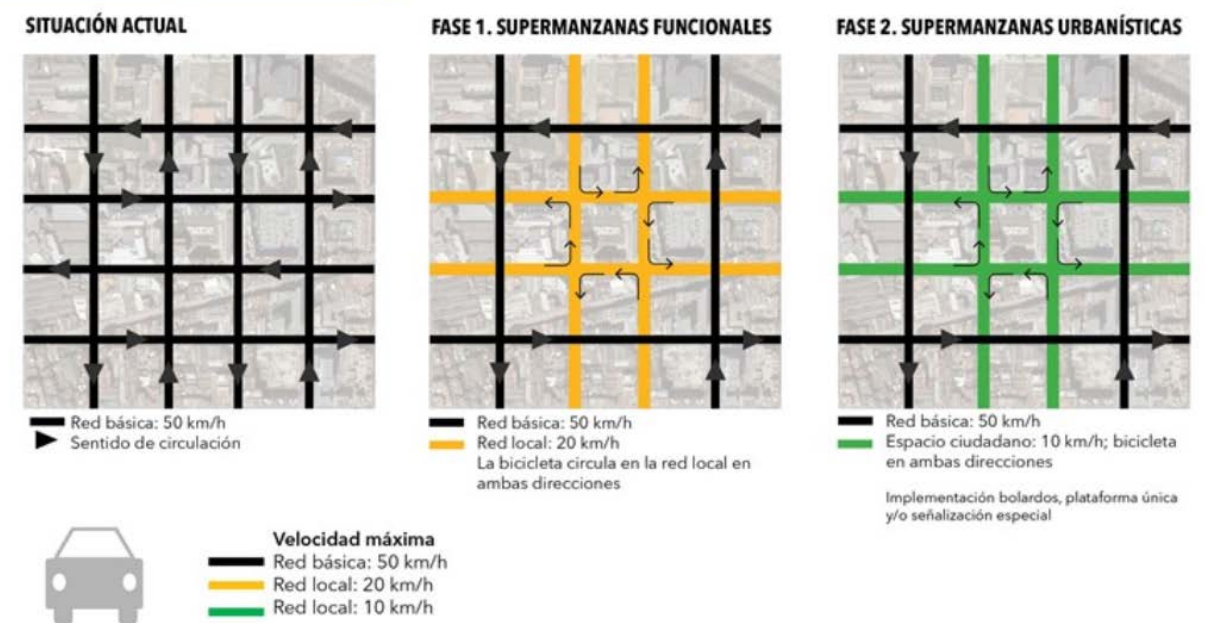 SITUACIÓN ACTUAL
Red básica: 50 km/h
Sentido de circulación
FASE 1. SUPERMANZANAS FUNCIONALES
Red básica: 50 km/h
Red local: 20 km/h
La bicicleta circula en la red local en
ambas direcciones
FASE 2. SUPERMANZANAS URBANÍSTICAS
Red básica: 50 km/h
Espacio ciudadano: 10 km/h; bicicleta
en ambas direcciones
Implementación bolardos, plataforma única
y/o señalización especial
Velocidad máxima
Red básica: 50 km/h
Red local: 20 km/h
Red local: 10 km/h